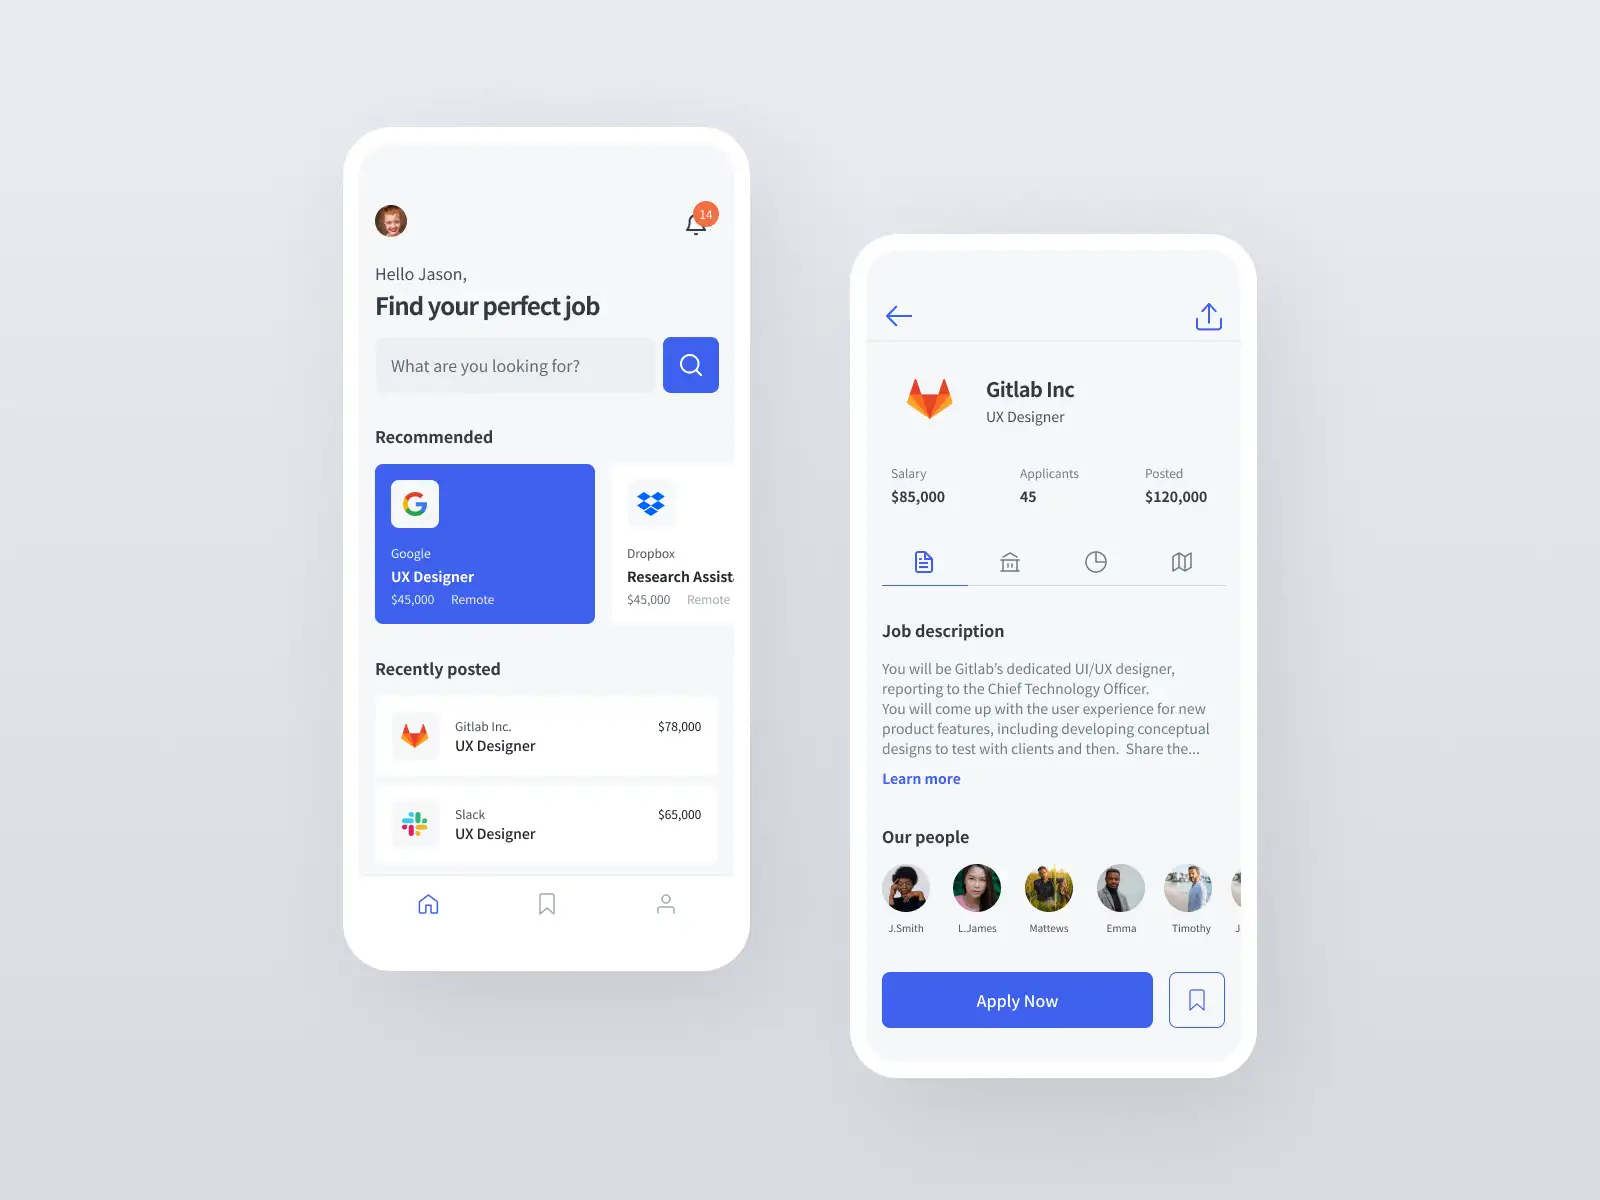 14
Hello Jason,
Find your perfect job
What are you looking for?
Recommended
Google
UX Designer
$45,000 Remote
Dropbox
Research Assist
$45,000 Remote
Recently posted
Gitlab Inc.
UX Designer
$78,000
Slack
UX Designer
$65,000
Gitlab Inc
UX Designer
Salary
$85,000
Applicants
45
Posted
$120,000
Job description
You will be Gitlab’s dedicated UI/UX designer,
reporting to the Chief Technology Officer.
You will come up with the user experience for new
product features, including developing conceptual
designs to test with clients and then. Share the...
Learn more
Our people
J.Smith
L.James
Mattews
Emma
Timothy
J
Apply Now